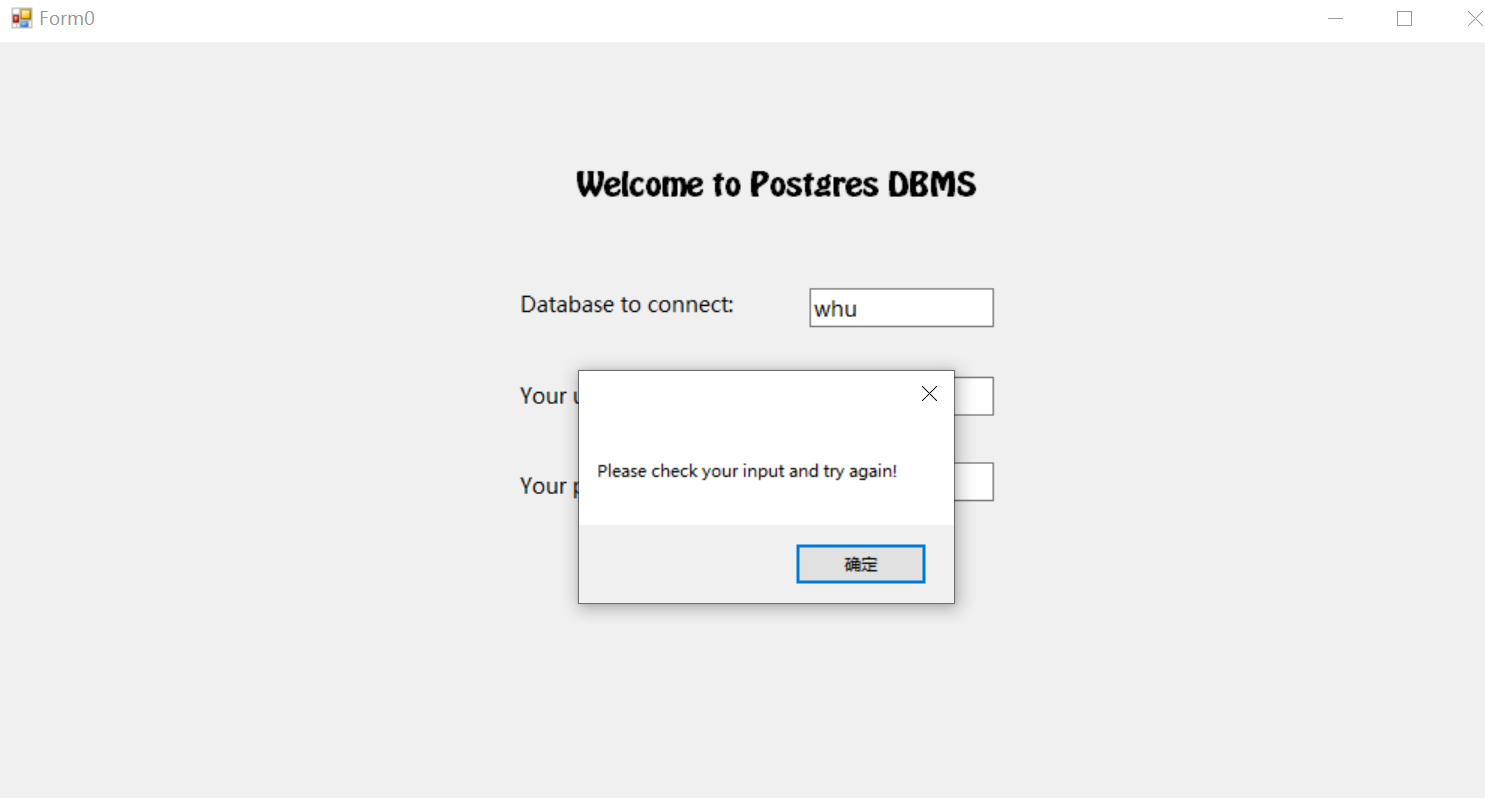 Form0
Welcome to Postgres DBMS
Database to connect:
whu
Your
Please check your input and try again!
Your
确定